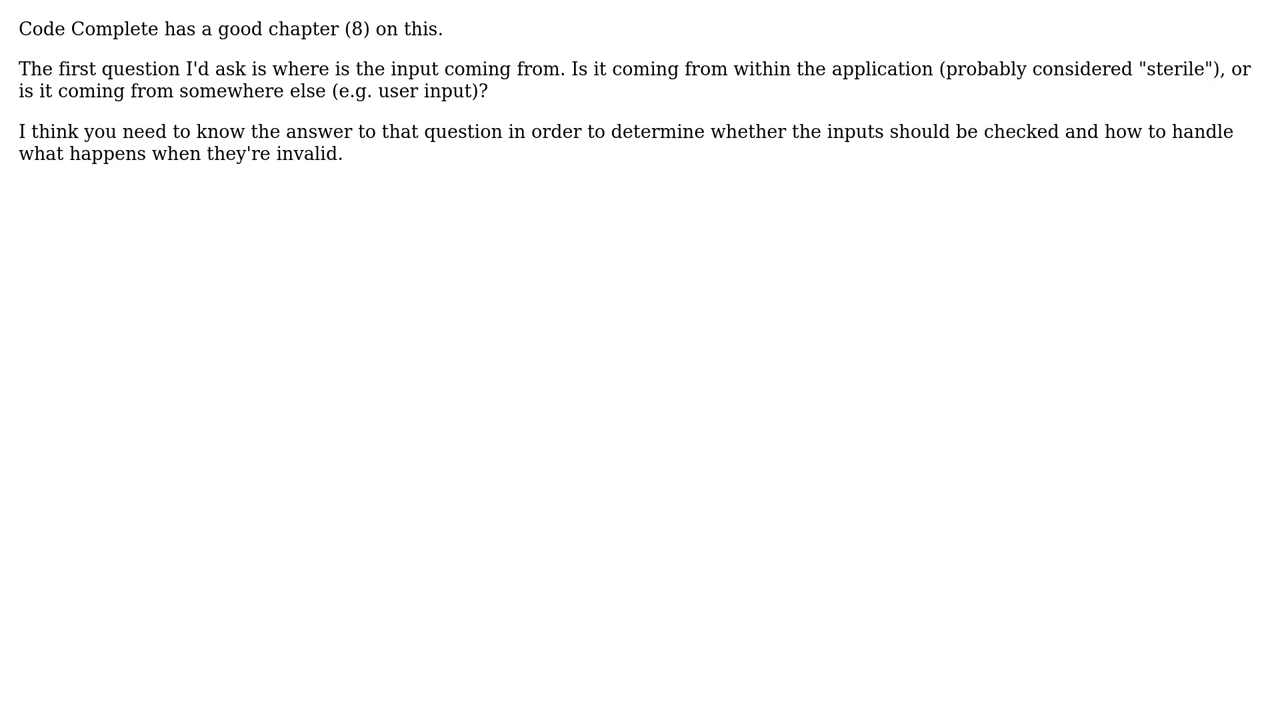 Code Complete has a good chapter (8) on this.
The first question I'd ask is where is the input coming from. Is it coming from within the application (probably considered "sterile"), or
is it coming from somewhere else (e.g. user input)?
I think you need to know the answer to that question in order to determine whether the inputs should be checked and how to handle
what happens when they're invalid.